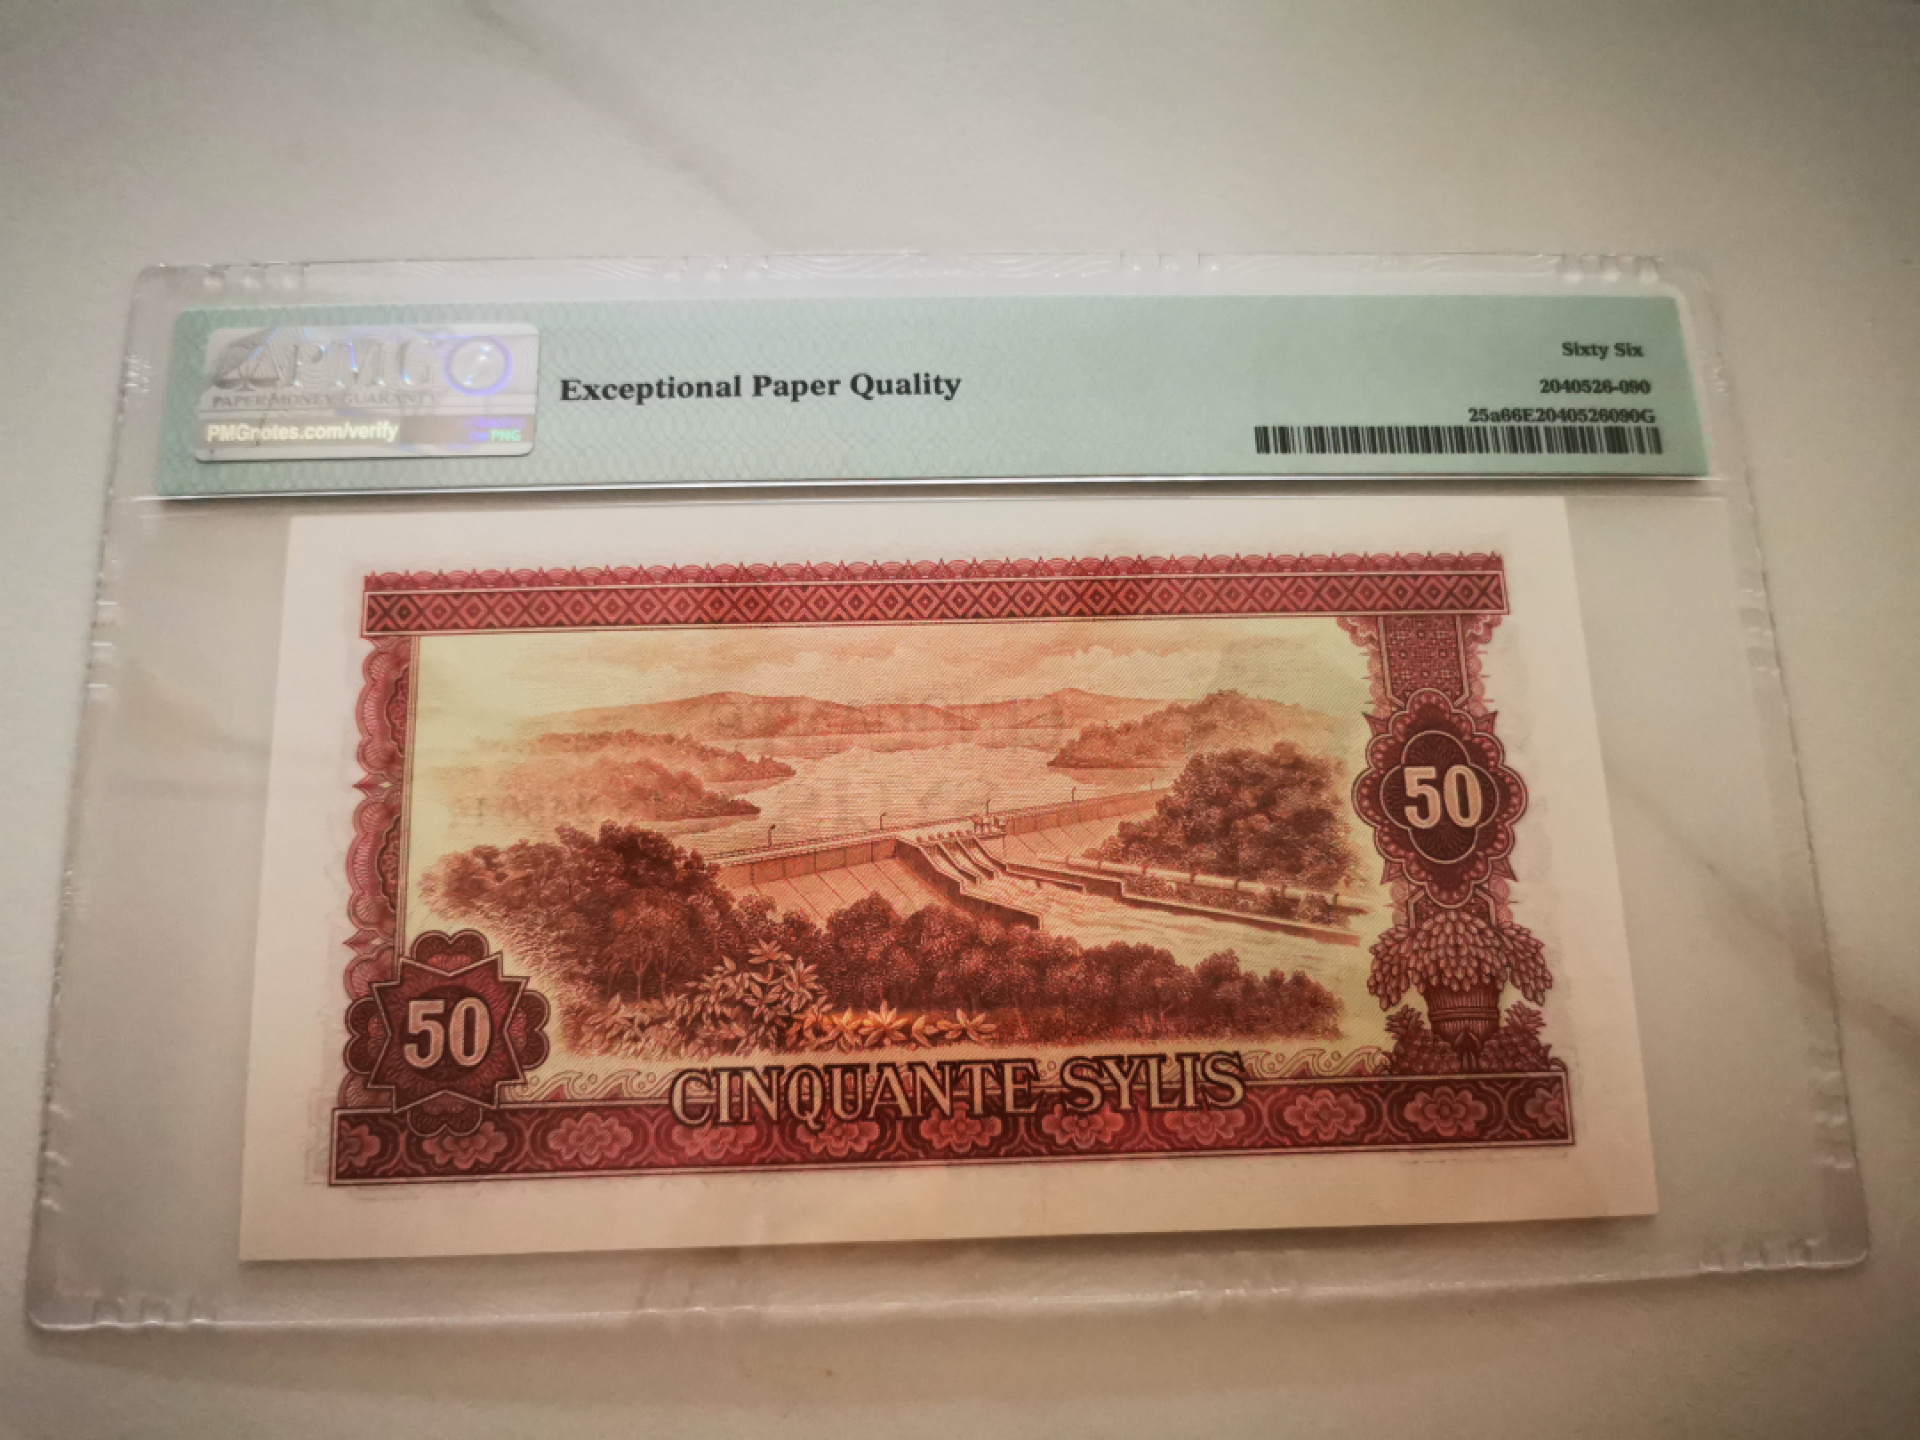 PMG
PAPER MONEY GUARANTY
PMGnotes.com/verify
PNG
Exceptional Paper Quality
Sixty Six
2040526-090
25a66E2040526090G
50
50
CINQUANTE SYLIS